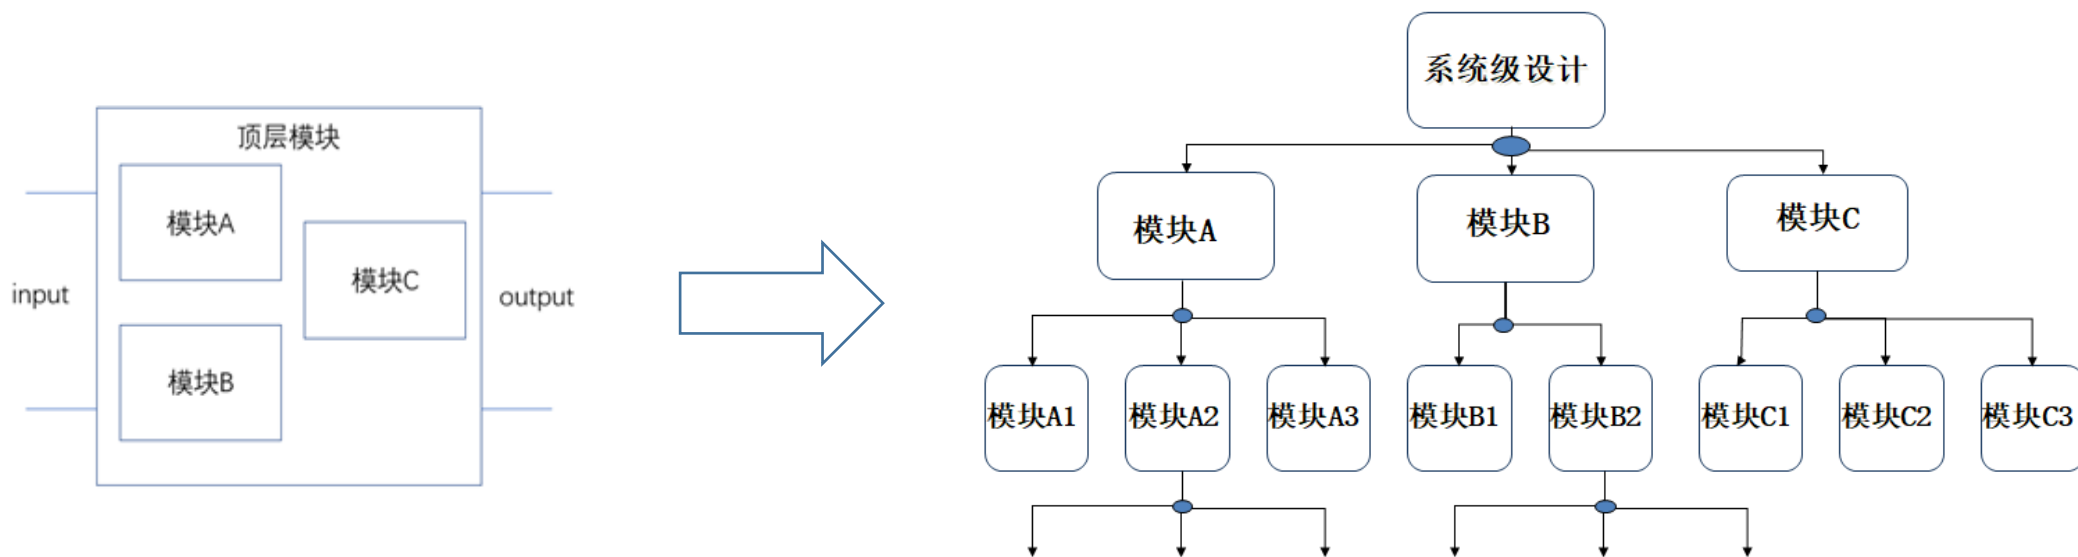 顶层模块
模块A
模块C
模块B
input
output
系统级设计
模块A
模块B
模块C
模块A1
模块A2
模块A3
模块B1
模块B2
模块C1
模块C2
模块C3